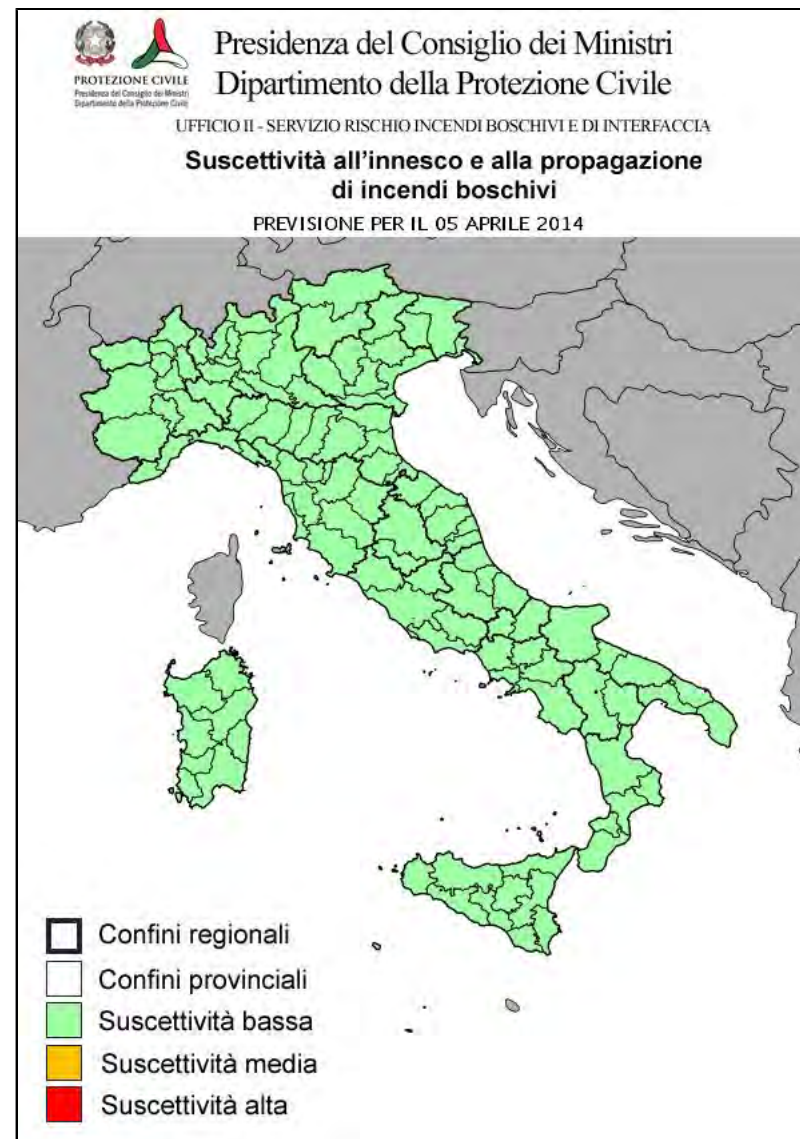 Presidenza del Consiglio dei Ministri
Dipartimento della Protezione Civile
PROTEZIONE CIVILE
Presidenza del Consiglio dei Ministri
Dipartimento della Protezione Civile
UFFICIO II - SERVIZIO RISCHIO INCENDI BOSCHIVI E DI INTERFACCIA
Suscettività all'innesco e alla propagazione
di incendi boschivi
PREVISIONE PER IL 05 APRILE 2014
Confini regionali
Confini provinciali
Suscettività bassa
Suscettività media
Suscettività alta